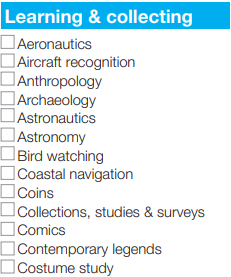 Learning & collecting
Aeronautics
Aircraft recognition
Anthropology
Archaeology
Astronautics
Astronomy
Bird watching
Coastal navigation
Coins
Collections, studies & surveys
Comics
Contemporary legends
Costume study